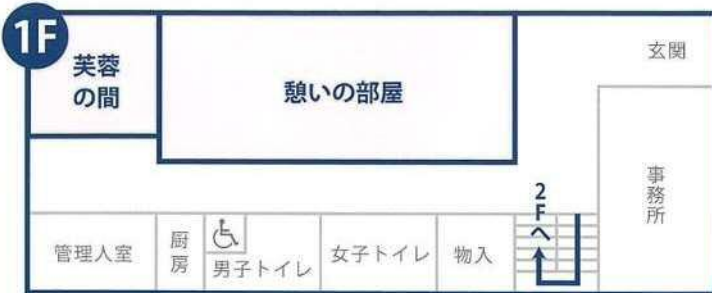 1F
芙蓉
の間
憩いの部屋
玄関
事務所
2Fへ
管理人室
厨房
男子トイレ
女子トイレ
物入